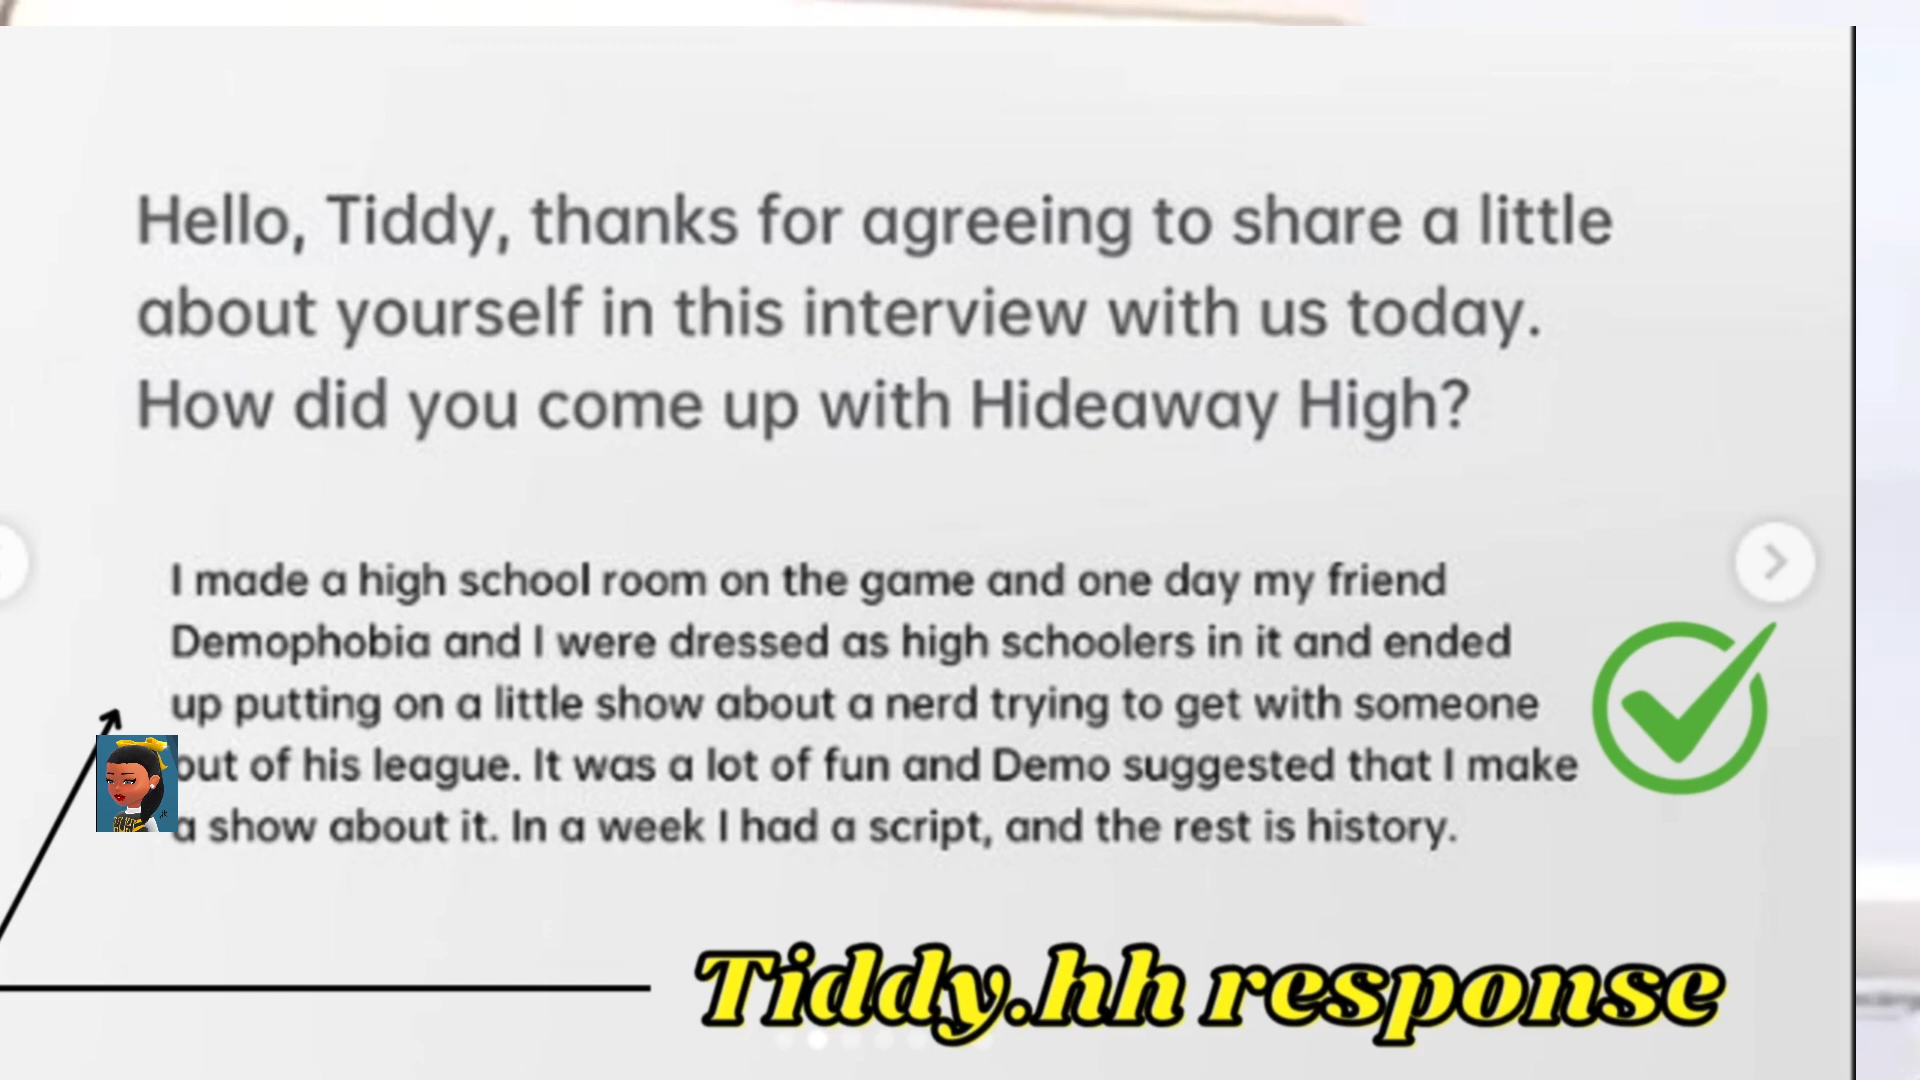 Hello, Tiddy, thanks for agreeing to share a little
about yourself in this interview with us today.
How did you come up with Hideaway High?
I made a high school room on the game and one day my friend
Demophobia and I were dressed as high schoolers in it and ended
up putting on a little show about a nerd trying to get with someone
out of his league. It was a lot of fun and Demo suggested that I make
a show about it. In a week I had a script, and the rest is history.
Tiddy.hh response